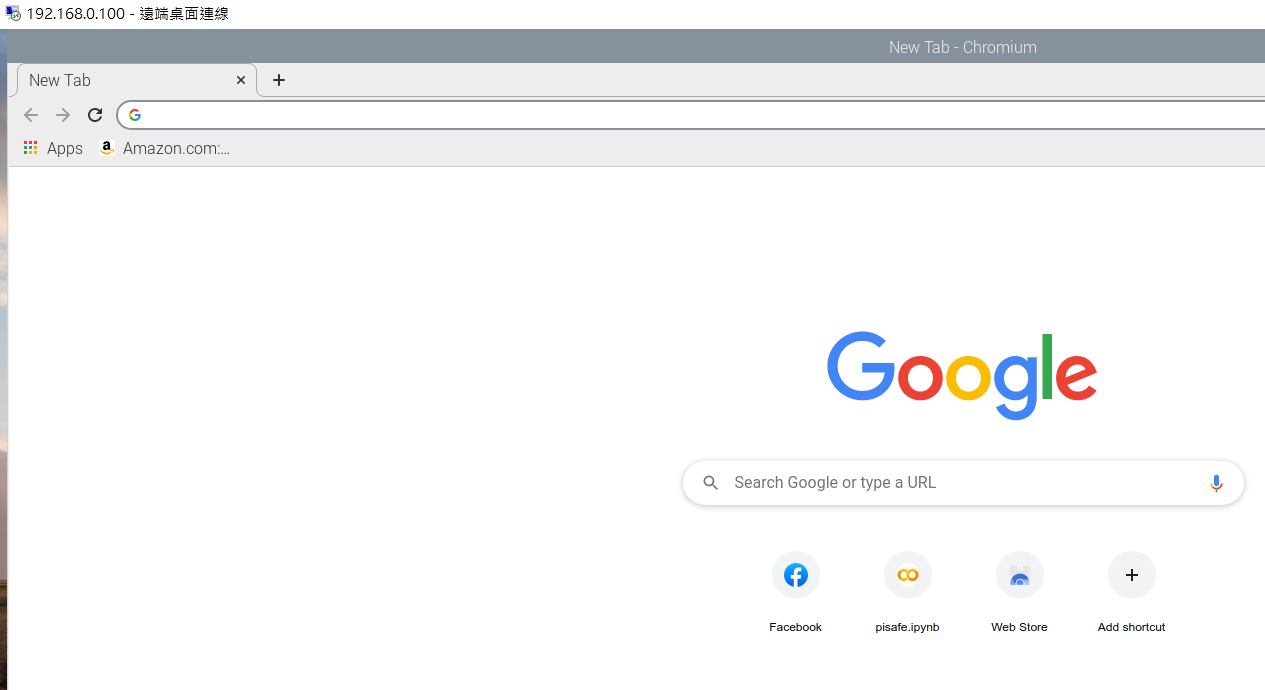 192.168.0.100 - 遠端桌面連線
New Tab - Chromium
New Tab
Apps Amazon.com:...
Google
Search Google or type a URL
Facebook pisafe.ipynb Web Store Add shortcut